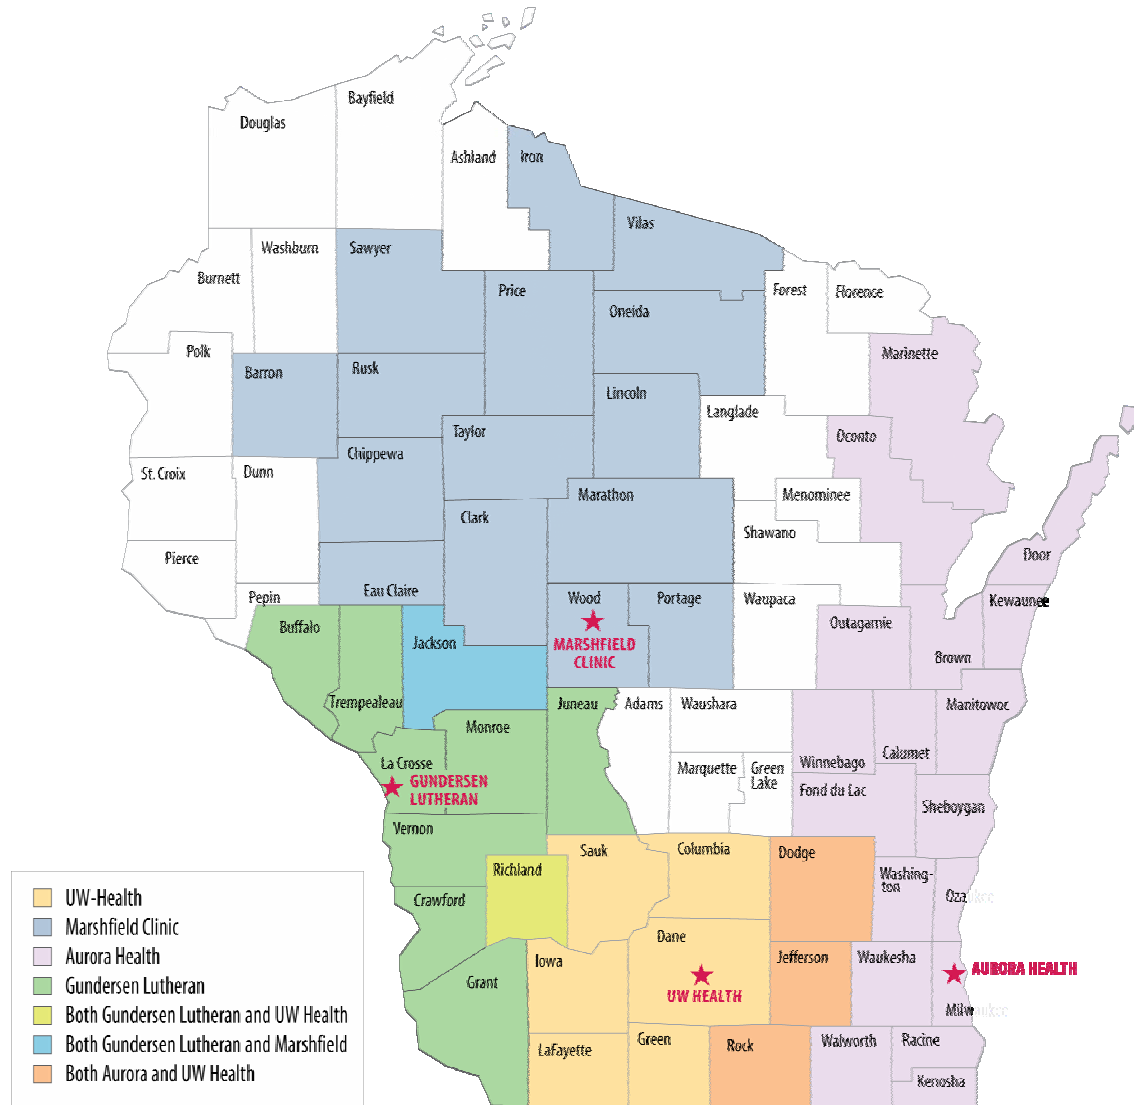 Bayfield
Douglas
Ashland
Iron
Vilas
Washburn
Sawyer
Burnett
Price
Forest
Florence
Oneida
Polk
Marinette
Barron
Rusk
Lincoln
Langlade
Taylor
Oconto
Chippewa
St. Croix
Dunn
Marathon
Menominee
Clark
Shawano
Pierce
Door
Eau Claire
Pepin
Wood
Portage
Waupaca
Kewaunee
Buffalo
Outagamie
Jackson
MARSHFIELD
CLINIC
Brown
Trempealeau
Juneau
Adams
Waushara
Manitowoc
Monroe
Calumet
La Crosse
Winnebago
Marquette
Green
Lake
GUNDERSEN
LUTHERAN
Fond du Lac
Sheboygan
Vernon
Sauk
Columbia
Dodge
Richland
Washing-
ton
Crawford
Ozaukee
Dane
Iowa
Jefferson
Waukesha
AURORA HEALTH
Grant
UW HEALTH
Milwaukee
LaFayette
Green
Rock
Walworth
Racine
Kenosha
UW-Health
Marshfield Clinic
Aurora Health
Gundersen Lutheran
Both Gundersen Lutheran and UW Health
Both Gundersen Lutheran and Marshfield
Both Aurora and UW Health